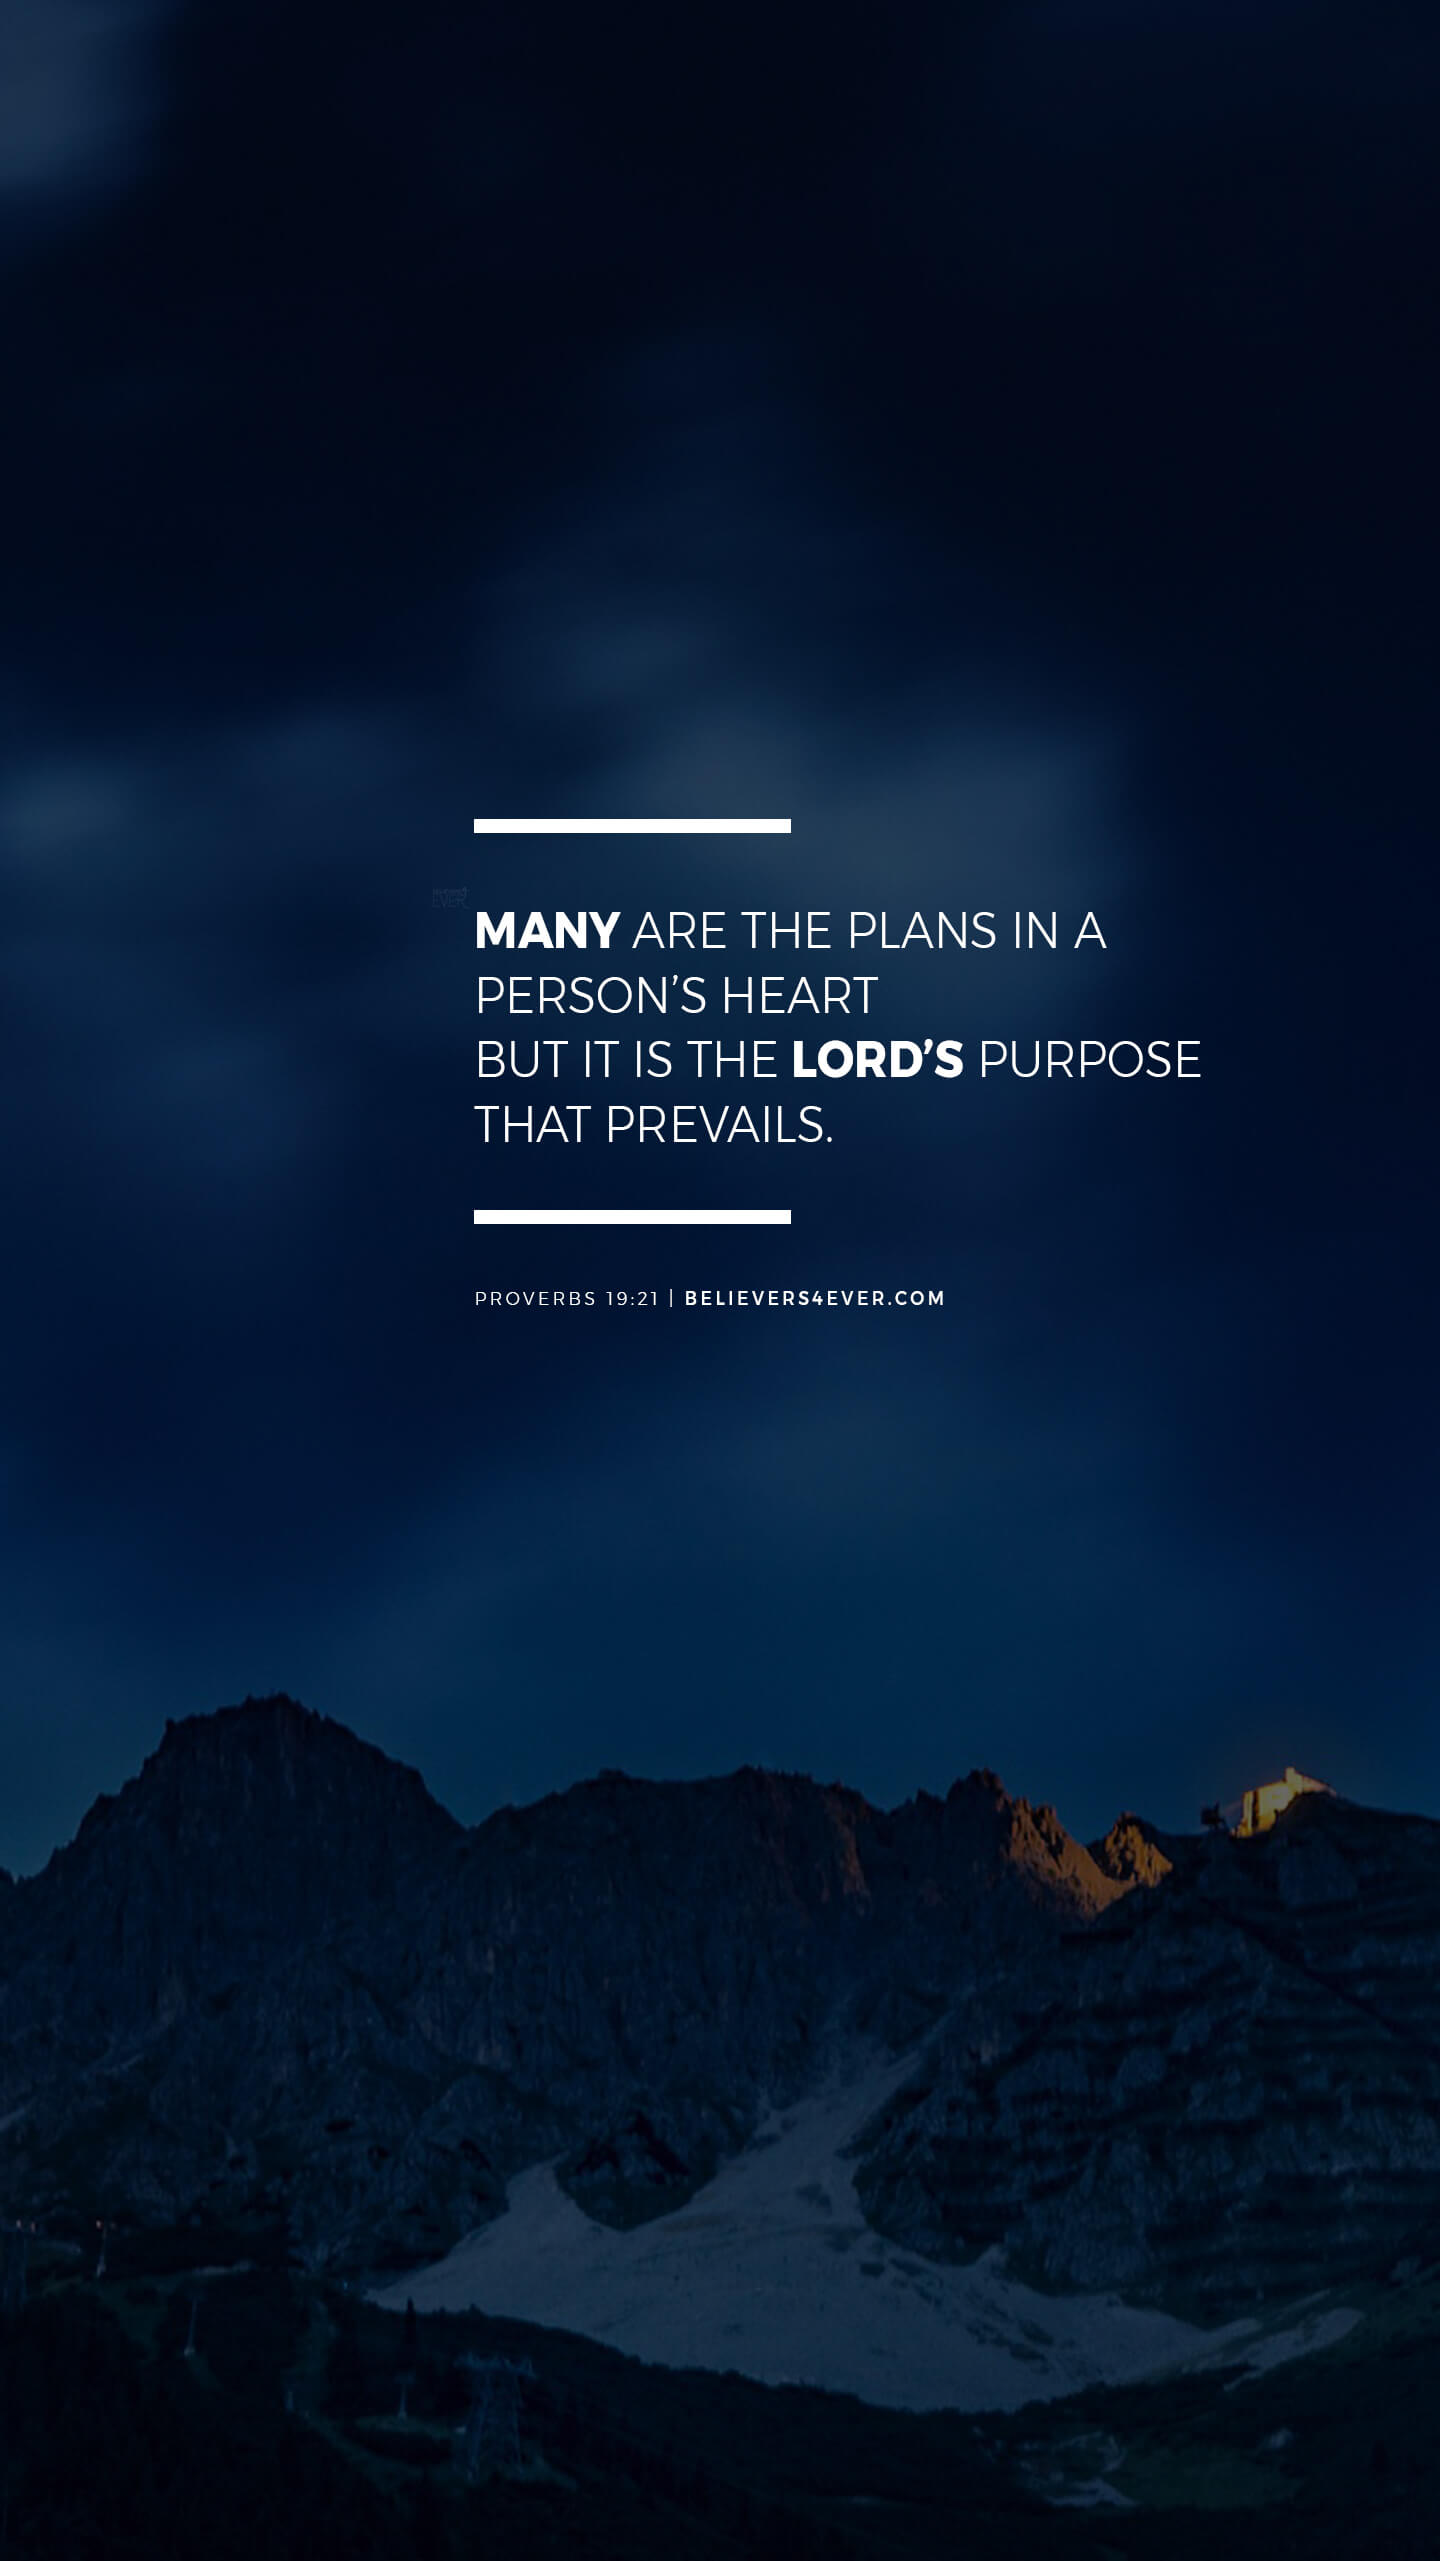 MANY ARE THE PLANS IN A
PERSON’S HEART
BUT IT IS THE LORD’S PURPOSE
THAT PREVAILS.
PROVERBS 19:21 | BELIEVERS4EVER.COM